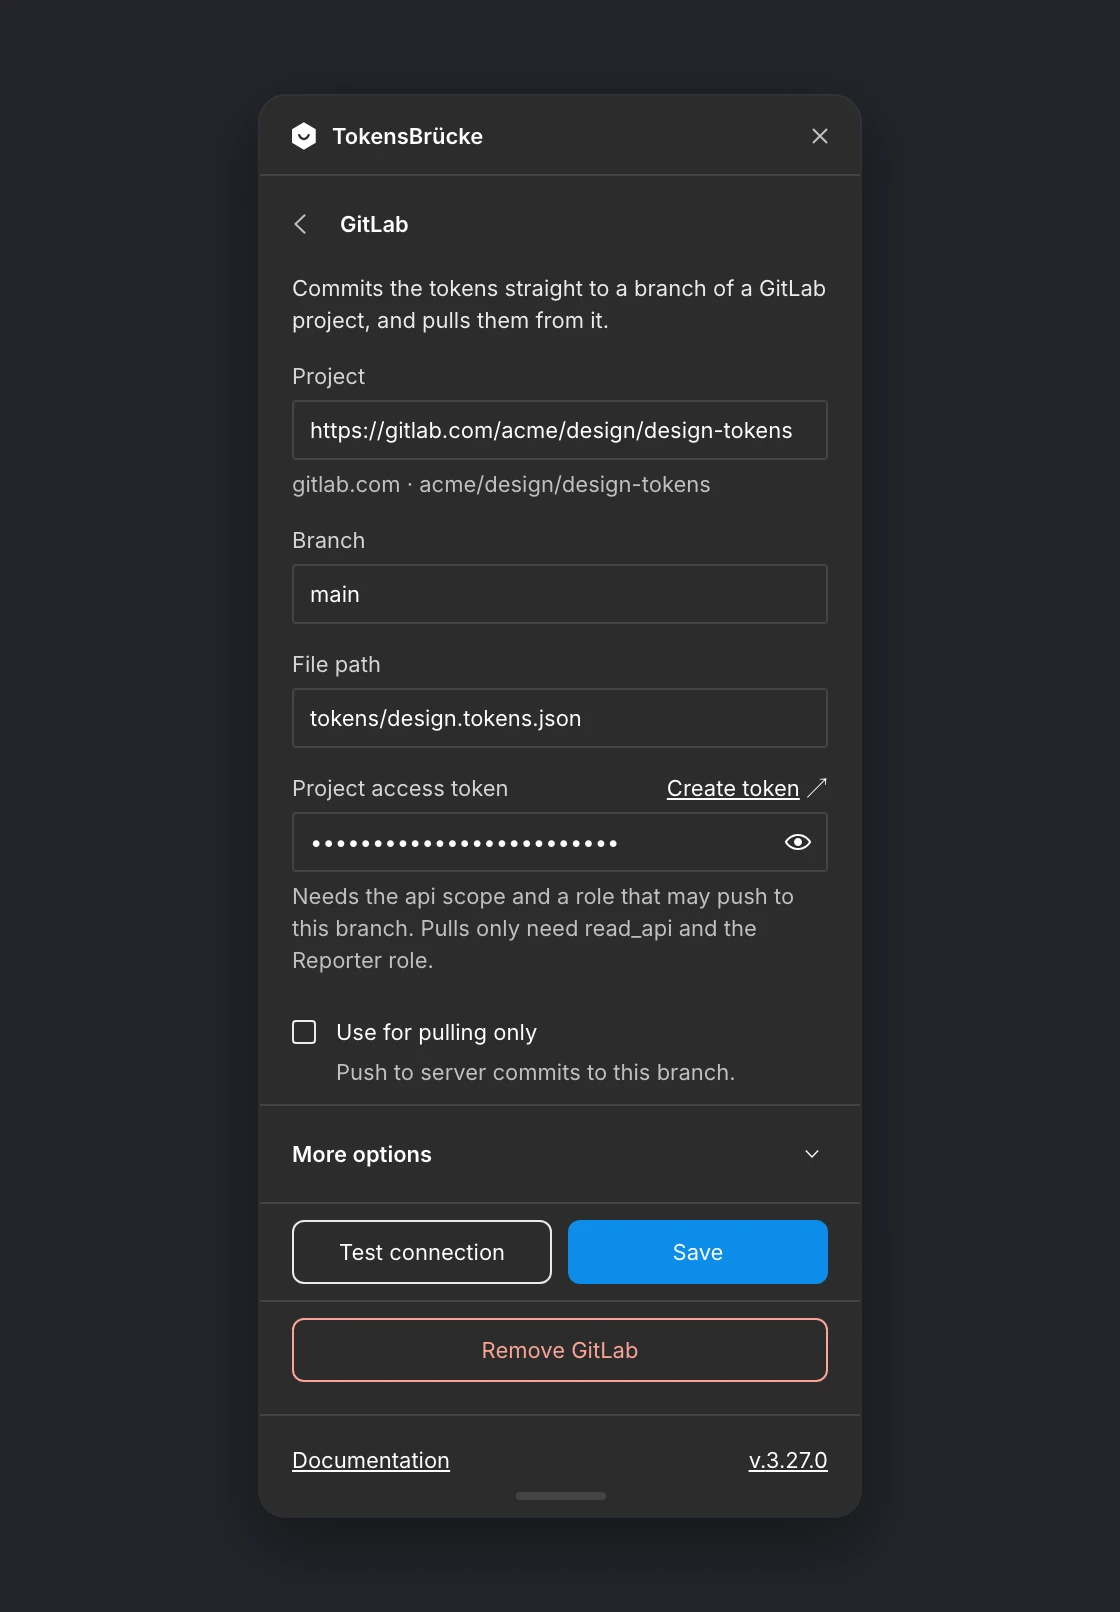 TokensBrücke
GitLab
Commits the tokens straight to a branch of a GitLab
project, and pulls them from it.
Project
https://gitlab.com/acme/design/design-tokens
gitlab.com · acme/design/design-tokens
Branch
main
File path
tokens/design.tokens.json
Project access token
Create token
•••••••••••••••••••••••••
Needs the api scope and a role that may push to
this branch. Pulls only need read_api and the
Reporter role.
Use for pulling only
Push to server commits to this branch.
More options
Test connection
Save
Remove GitLab
Documentation
v.3.27.0